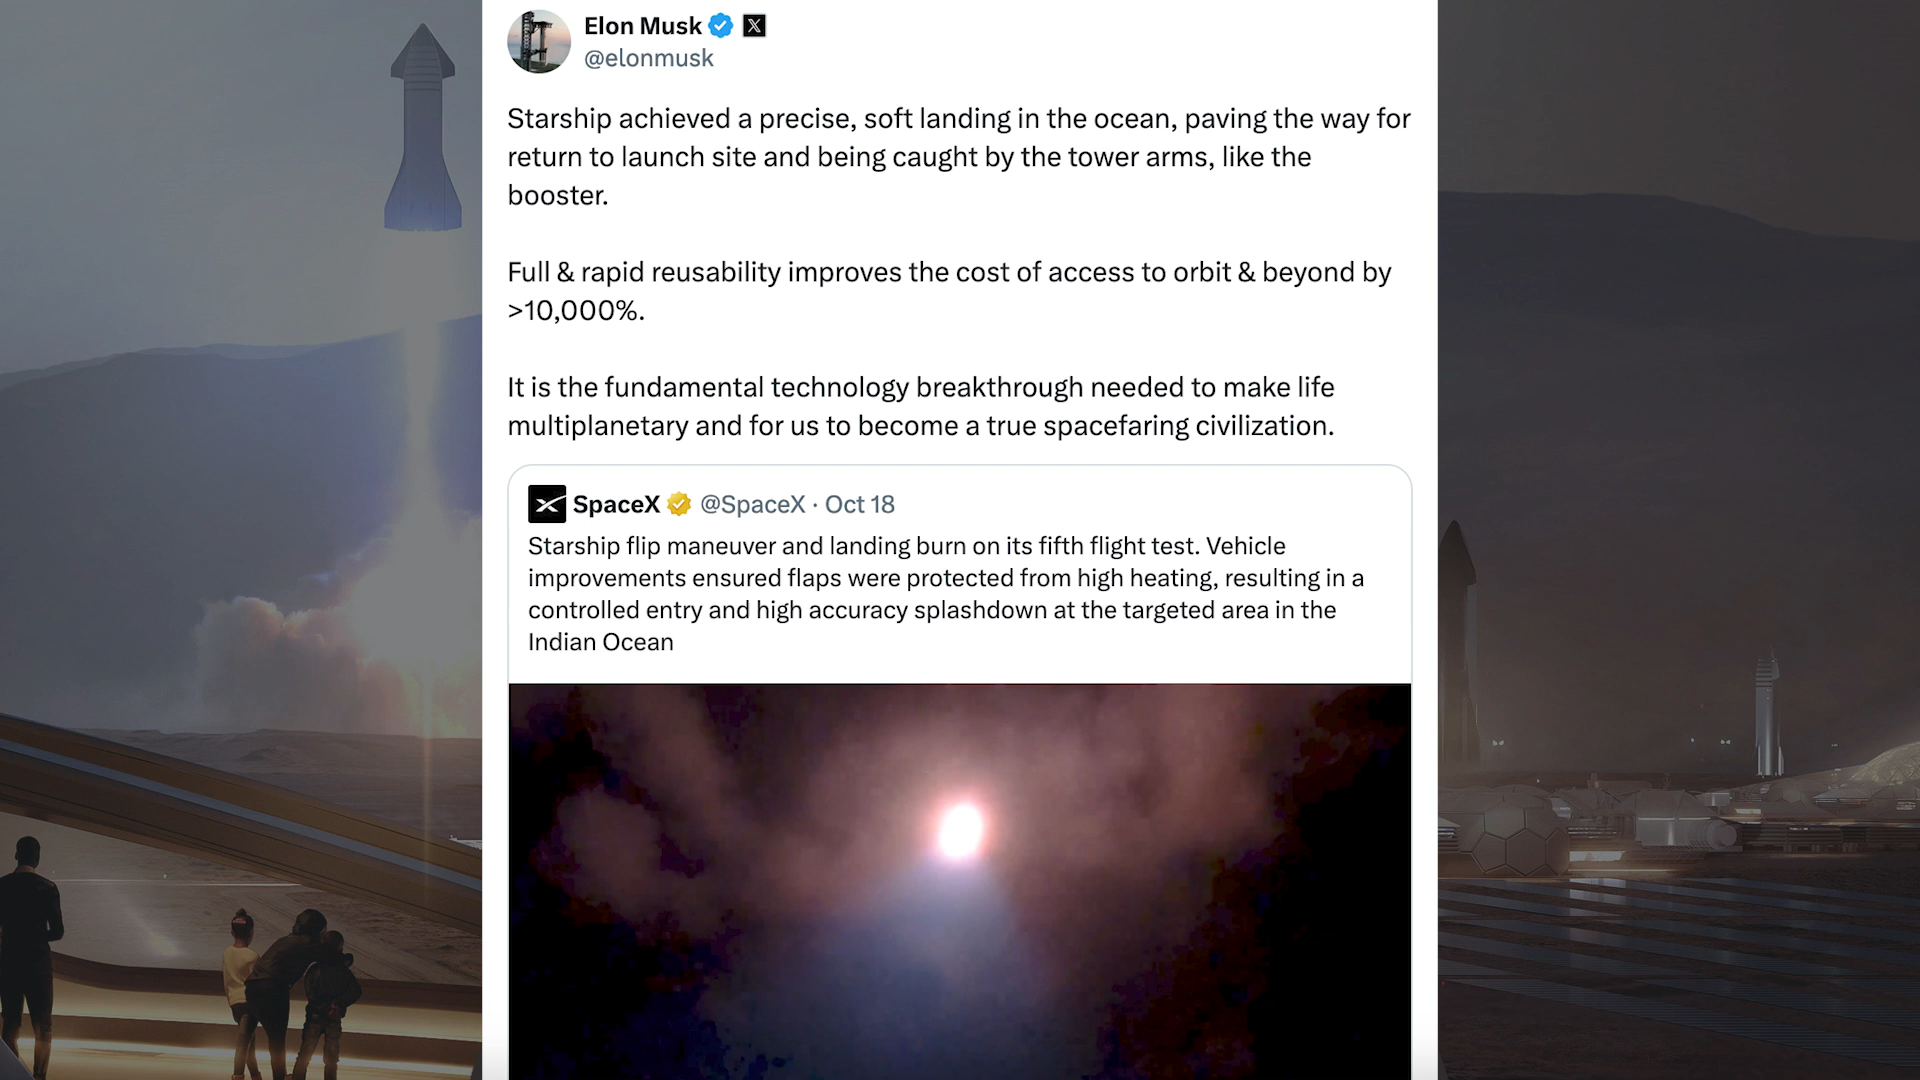 Elon Musk
@elonmusk
Starship achieved a precise, soft landing in the ocean, paving the way for
return to launch site and being caught by the tower arms, like the
booster.
Full & rapid reusability improves the cost of access to orbit & beyond by
>10,000%.
It is the fundamental technology breakthrough needed to make life
multiplanetary and for us to become a true spacefaring civilization.
SpaceX @SpaceX · Oct 18
Starship flip maneuver and landing burn on its fifth flight test. Vehicle
improvements ensured flaps were protected from high heating, resulting in a
controlled entry and high accuracy splashdown at the targeted area in the
Indian Ocean